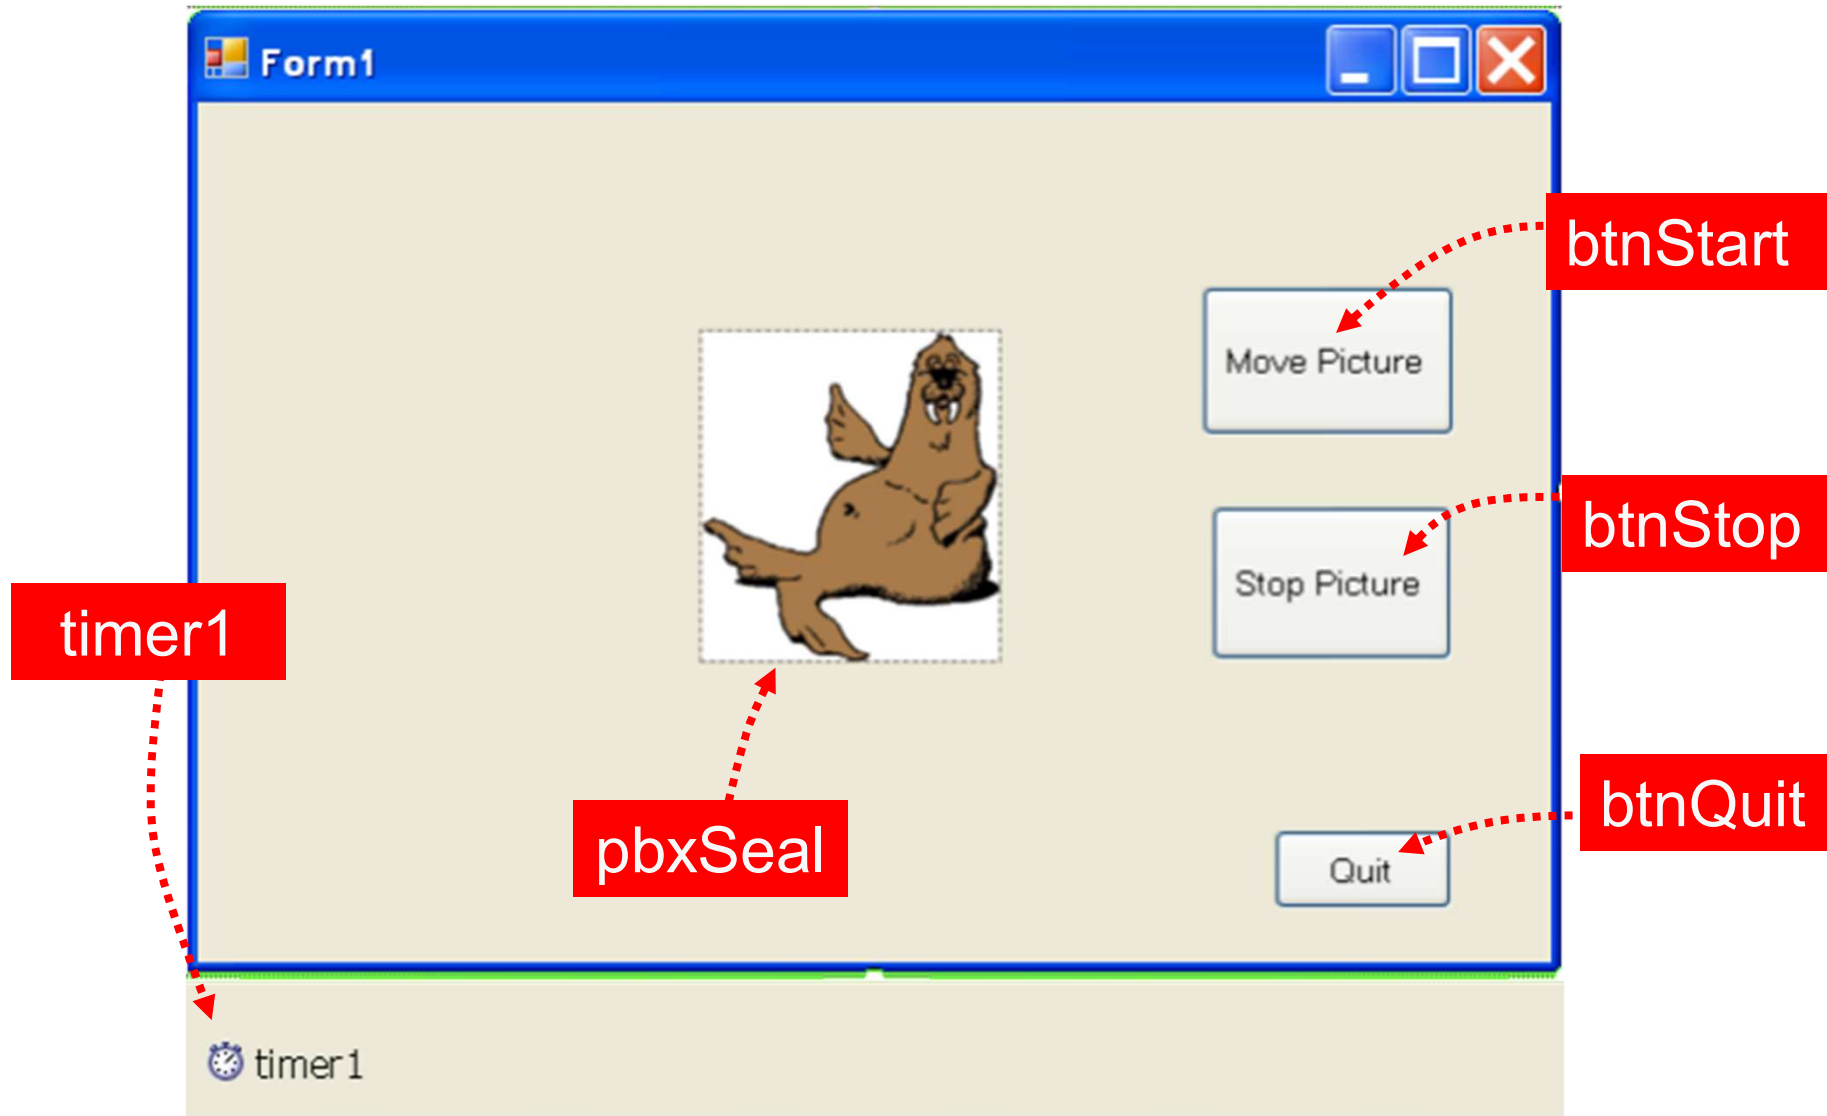 Form1
btnStart
Move Picture
btnStop
Stop Picture
timer1
btnQuit
pbxSeal
Quit
timer1